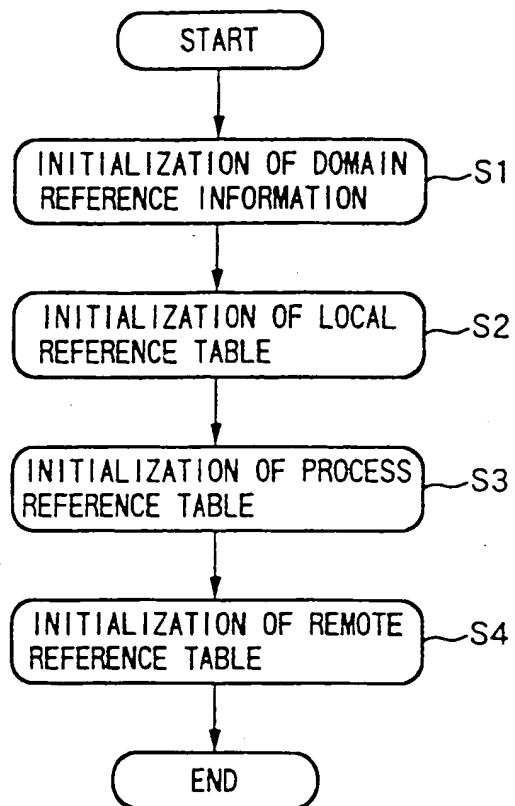 START
INITIALIZATION OF DOMAIN
REFERENCE INFORMATION
S1
INITIALIZATION OF LOCAL
REFERENCE TABLE
S2
INITIALIZATION OF PROCESS
REFERENCE TABLE
S3
INITIALIZATION OF REMOTE
REFERENCE TABLE
S4
END